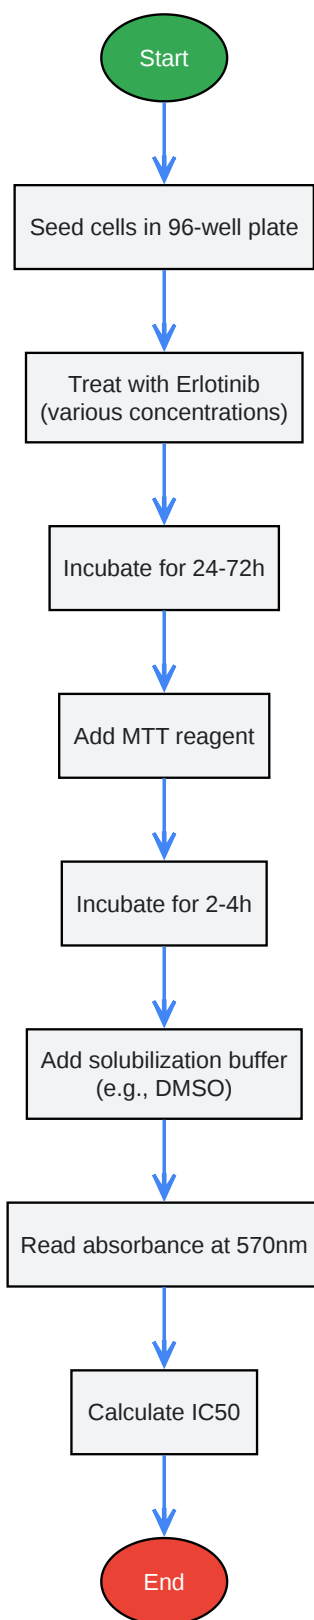 Start
Seed cells in 96-well plate
Treat with Erlotinib
(various concentrations)
Incubate for 24-72h
Add MTT reagent
Incubate for 2-4h
Add solubilization buffer
(e.g., DMSO)
Read absorbance at 570nm
Calculate IC50
End